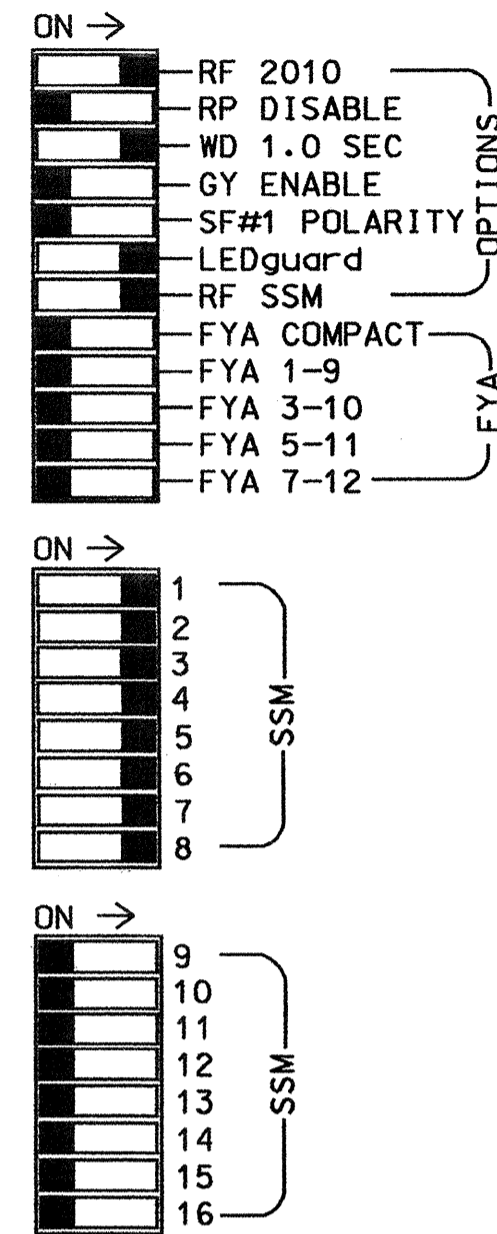 ON →
RF 2010
RP DISABLE
WD 1.0 SEC
GY ENABLE
SF#1 POLARITY
LEDguard
RF SSM
OPTIONS
FYA COMPACT
FYA 1-9
FYA 3-10
FYA 5-11
FYA 7-12
FYA
ON →
1
2
3
4
5
6
7
8
SSM
ON →
9
10
11
12
13
14
15
16
SSM